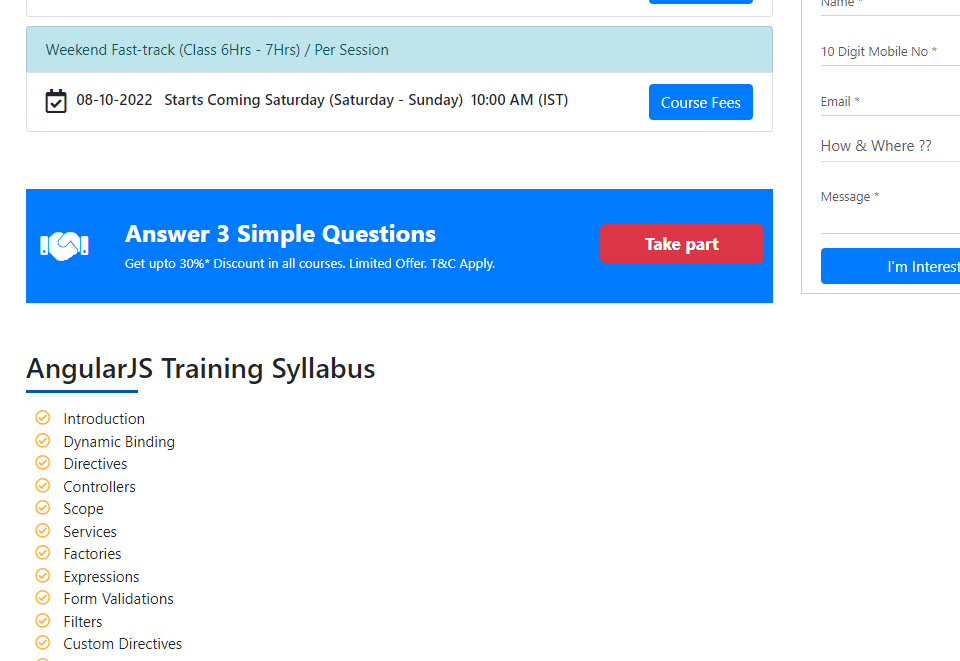 Weekend Fast-track (Class 6Hrs - 7Hrs) / Per Session
08-10-2022 Starts Coming Saturday (Saturday - Sunday) 10:00 AM (IST)
Course Fees
Answer 3 Simple Questions
Get upto 30%* Discount in all courses. Limited Offer. T&C Apply.
Take part
AngularJS Training Syllabus
Introduction
Dynamic Binding
Directives
Controllers
Scope
Services
Factories
Expressions
Form Validations
Filters
Custom Directives
Name *
10 Digit Mobile No *
Email *
How & Where ??
Message *
I'm Interest